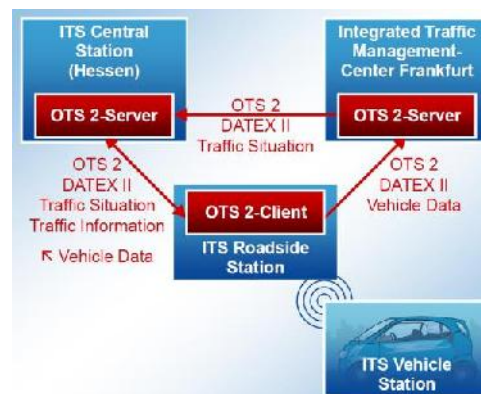 ITS Central
Station
(Hessen)
OTS 2-Server
Integrated Traffic
Management-
Center Frankfurt
OTS 2-Server
OTS 2
DATEX II
Traffic Situation
OTS 2
DATEX II
Traffic Situation
Traffic Information
Vehicle Data
OTS 2
DATEX II
Vehicle Data
OTS 2-Client
ITS Roadside
Station
ITS Vehicle
Station